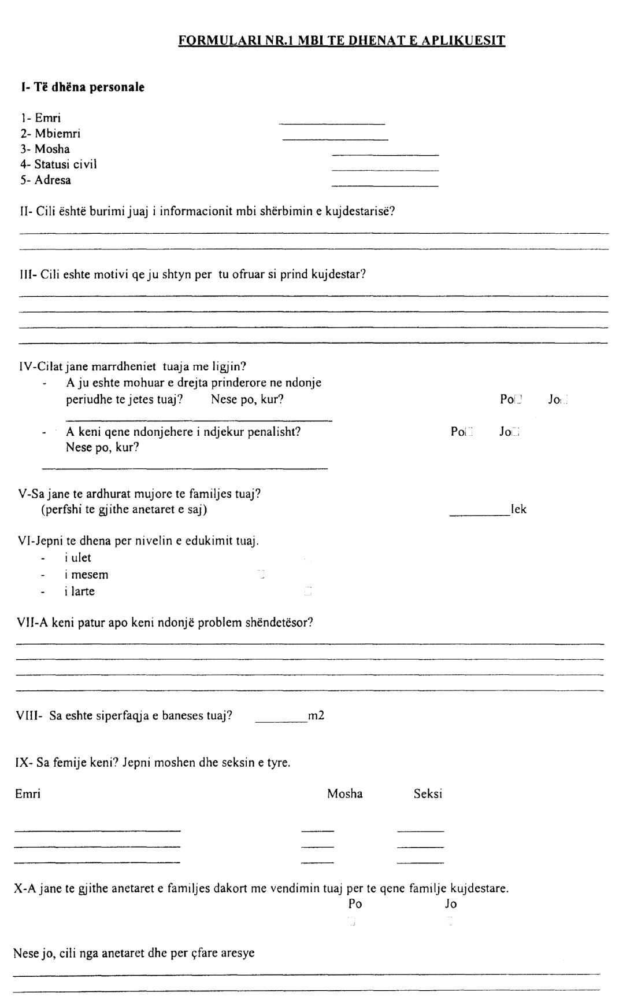 FORMULARI NR.1 MBI TE DHENAT E APLIKUESIT
I- Të dhëna personale
1- Emri
2- Mbiemri
3- Mosha
4- Statusi civil
5- Adresa
II- Cili është burimi juaj i informacionit mbi shërbimin e kujdestarisë?
III- Cili eshte motivi qe ju shtyn per tu ofruar si prind kujdestar?
IV-Cilat jane marrdheniet tuaja me ligjin?
- A ju eshte mohuar e drejta prinderore ne ndonje
periudhe te jetes tuaj? Nese po, kur? Po Jo
- A keni qene ndonjehere i ndjekur penalisht? Po Jo
Nese po, kur?
V-Sa jane te ardhurat mujore te familjes tuaj?
(perfshi te gjithe anetaret e saj) lek
VI-Jepni te dhena per nivelin e edukimit tuaj.
- i ulet
- i mesem
- i larte
VII-A keni patur apo keni ndonjë problem shëndetësor?
VIII- Sa eshte siperfaqja e baneses tuaj? m2
IX- Sa femije keni? Jepni moshen dhe seksin e tyre.
Emri Mosha Seksi
X-A jane te gjithe anetaret e familjes dakort me vendimin tuaj per te qene familje kujdestare.
Po Jo
Nese jo, cili nga anetaret dhe per çfare aresye